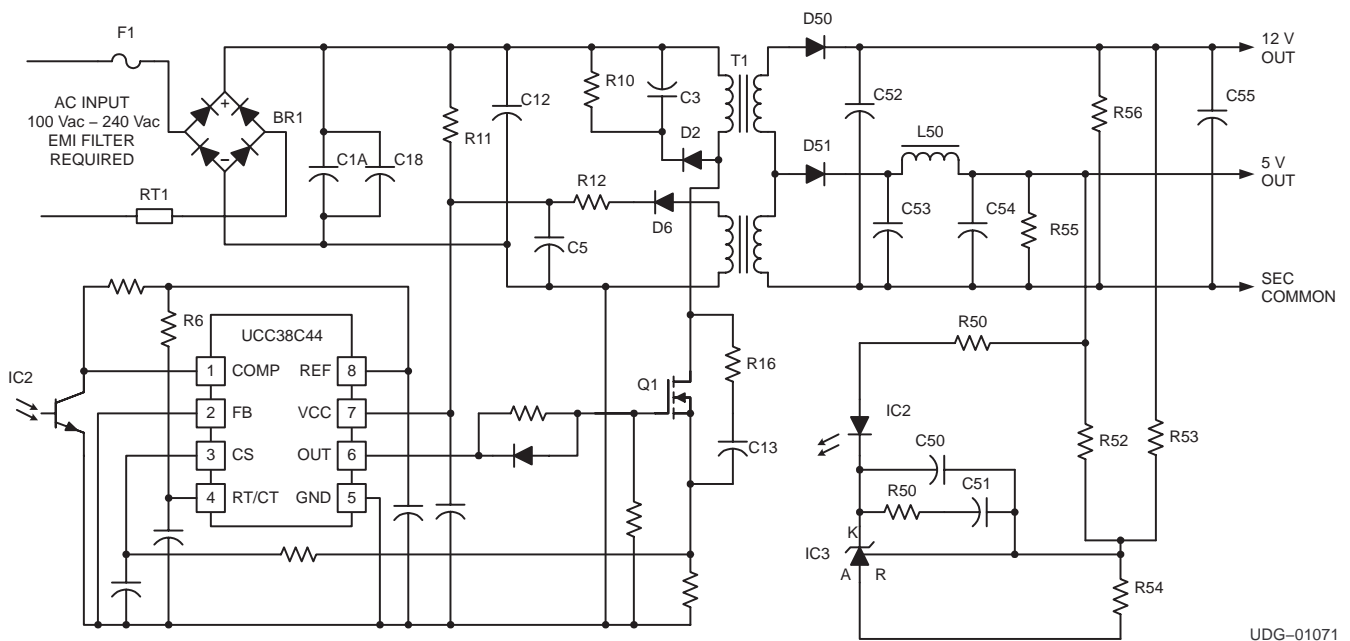 F1
AC INPUT
100 Vac – 240 Vac
EMI FILTER
REQUIRED
+
–
BR1
RT1
C1A
C18
R11
C12
R10
C3
D2
T1
R12
D6
C5
D50
D51
C52
L50
C53
C54
R55
R56
R53
C55
12 V
OUT
5 V
OUT
SEC
COMMON
R6
UCC38C44
IC2
1
COMP
REF
8
2
FB
VCC
7
3
CS
OUT
6
4
RT/CT
GND
5
Q1
R16
C13
R50
IC2
C50
R50
C51
R52
K
IC3
A
R
R54
UDG–01071